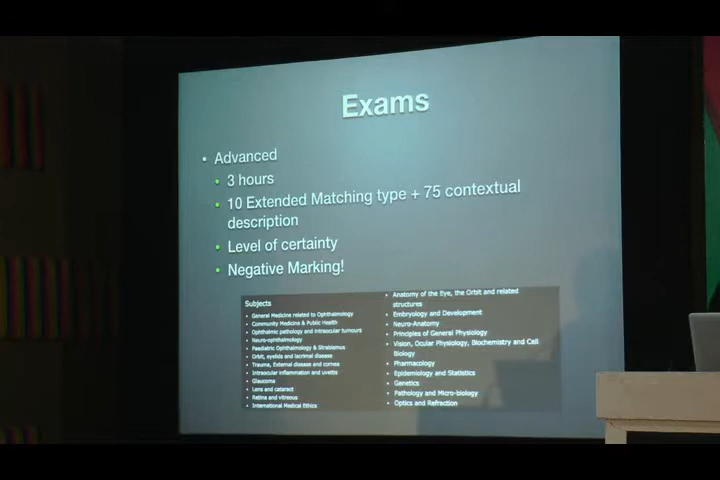 Exams
• Advanced
• 3 hours
• 10 Extended Matching type + 75 contextual
description
• Level of certainty
• Negative Marking!
Subjects
• General Medicine related to Ophthalmology
• Community Medicine & Public Health
• Ophthalmic pathology and intraocular tumours
• Neuro-ophthalmology
• Paediatric Ophthalmology & Strabismus
• Orbit, eyelids and lacrimal disease
• Trauma, External disease and cornea
• Intraocular inflammation and uveitis
• Glaucoma
• Lens and cataract
• Retina and vitreous
• International Medical Ethics
• Anatomy of the Eye, the Orbit and related
structures
• Embryology and Development
• Neuro-Anatomy
• Principles of General Physiology
• Vision, Ocular Physiology, Biochemistry and Cell
Biology
• Pharmacology
• Epidemiology and Statistics
• Genetics
• Pathology and Micro-biology
• Optics and Refraction